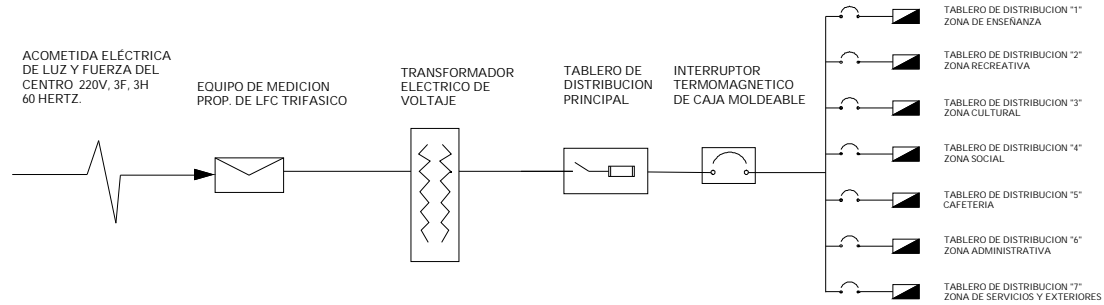 ACOMETIDA ELÉCTRICA
DE LUZ Y FUERZA DEL
CENTRO 220V, 3F, 3H
60 HERTZ.
EQUIPO DE MEDICION
PROP. DE LFC TRIFASICO
TRANSFORMADOR
ELECTRICO DE
VOLTAJE
TABLERO DE
DISTRIBUCION
PRINCIPAL
INTERRUPTOR
TERMOMAGNETICO
DE CAJA MOLDEABLE
TABLERO DE DISTRIBUCION "1"
ZONA DE ENSEÑANZA
TABLERO DE DISTRIBUCION "2"
ZONA RECREATIVA
TABLERO DE DISTRIBUCION "3"
ZONA CULTURAL
TABLERO DE DISTRIBUCION "4"
ZONA SOCIAL
TABLERO DE DISTRIBUCION "5"
CAFETERIA
TABLERO DE DISTRIBUCION "6"
ZONA ADMINISTRATIVA
TABLERO DE DISTRIBUCION "7"
ZONA DE SERVICIOS Y EXTERIORES